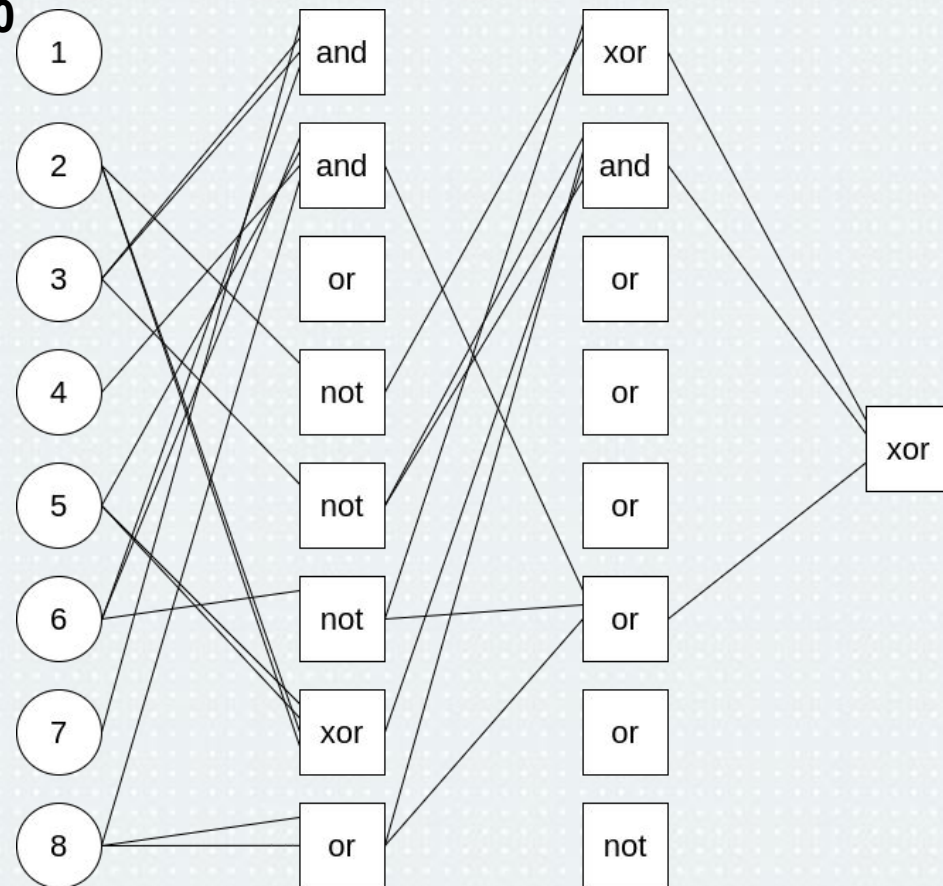 0
1 and xor
2 and and
3 or or
4 not or
xor
5 not or
6 not or
7 xor or
8 or not